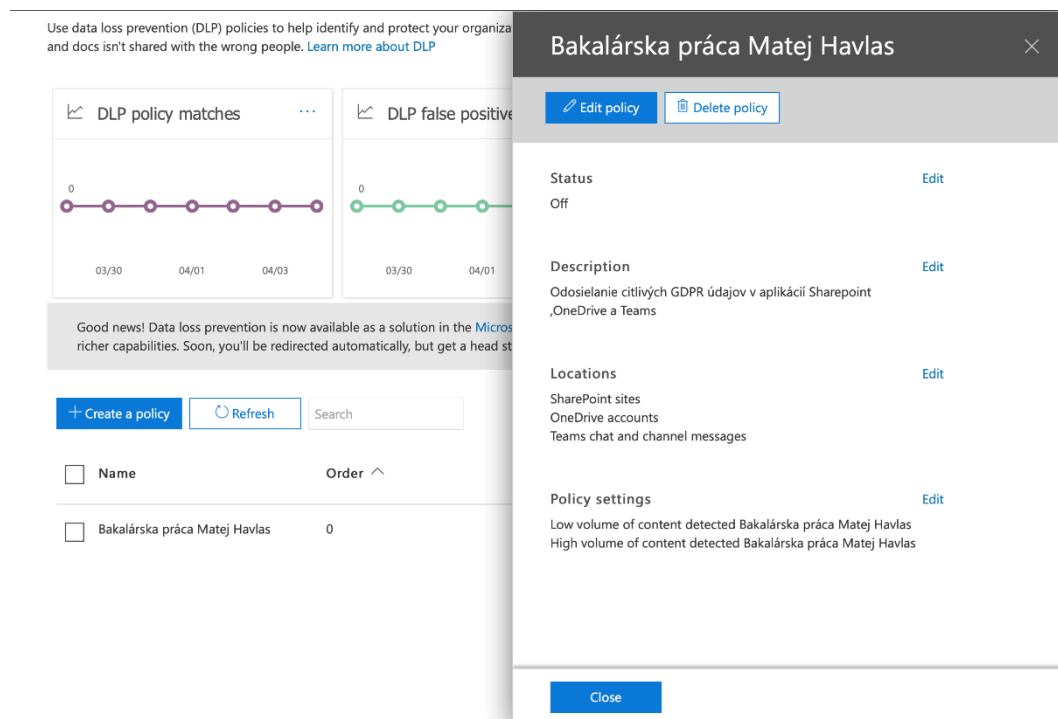 Use data loss prevention (DLP) policies to help identify and protect your organiza
and docs isn't shared with the wrong people. Learn more about DLP
DLP policy matches
0
03/30 04/01 04/03
DLP false positive
0
03/30 04/01
Good news! Data loss prevention is now available as a solution in the Micros
richer capabilities. Soon, you'll be redirected automatically, but get a head st
Create a policy Refresh Search
Name Order
Bakalárska práca Matej Havlas 0
Bakalárska práca Matej Havlas
Edit policy Delete policy
Status Edit
Off
Description Edit
Odosielanie citlivých GDPR údajov v aplikácií Sharepoint
,OneDrive a Teams
Locations Edit
SharePoint sites
OneDrive accounts
Teams chat and channel messages
Policy settings Edit
Low volume of content detected Bakalárska práca Matej Havlas
High volume of content detected Bakalárska práca Matej Havlas
Close